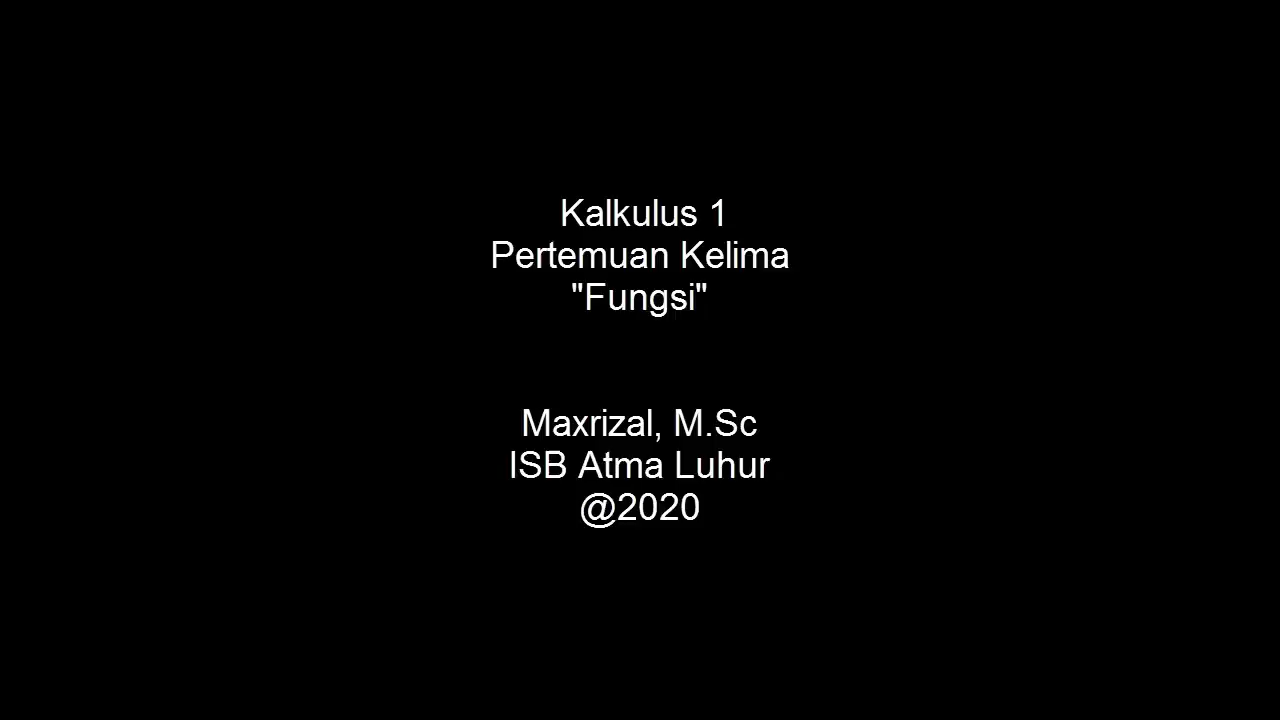 Kalkulus 1
Pertemuan Kelima
"Fungsi"
Maxrizal, M.Sc
ISB Atma Luhur
@2020